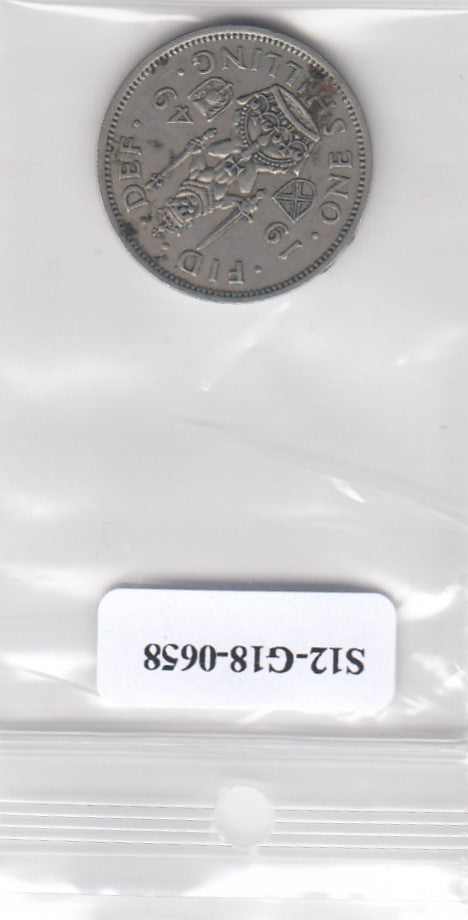 FID · DEF ·
19 49
· ONE SHILLING ·
S12-G18-0658